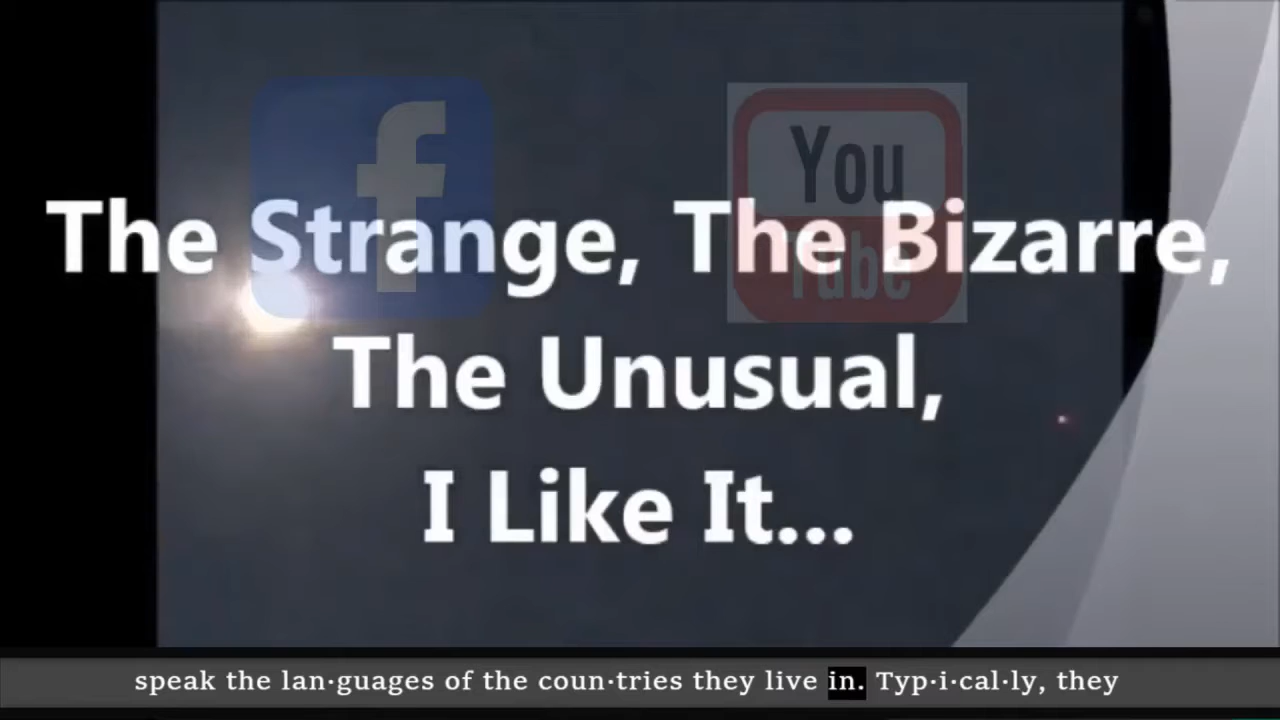 f
You
Tube
The Strange, The Bizarre,
The Unusual,
I Like It...
speak the lan·guages of the coun·tries they live in. Typ·i·cal·ly, they